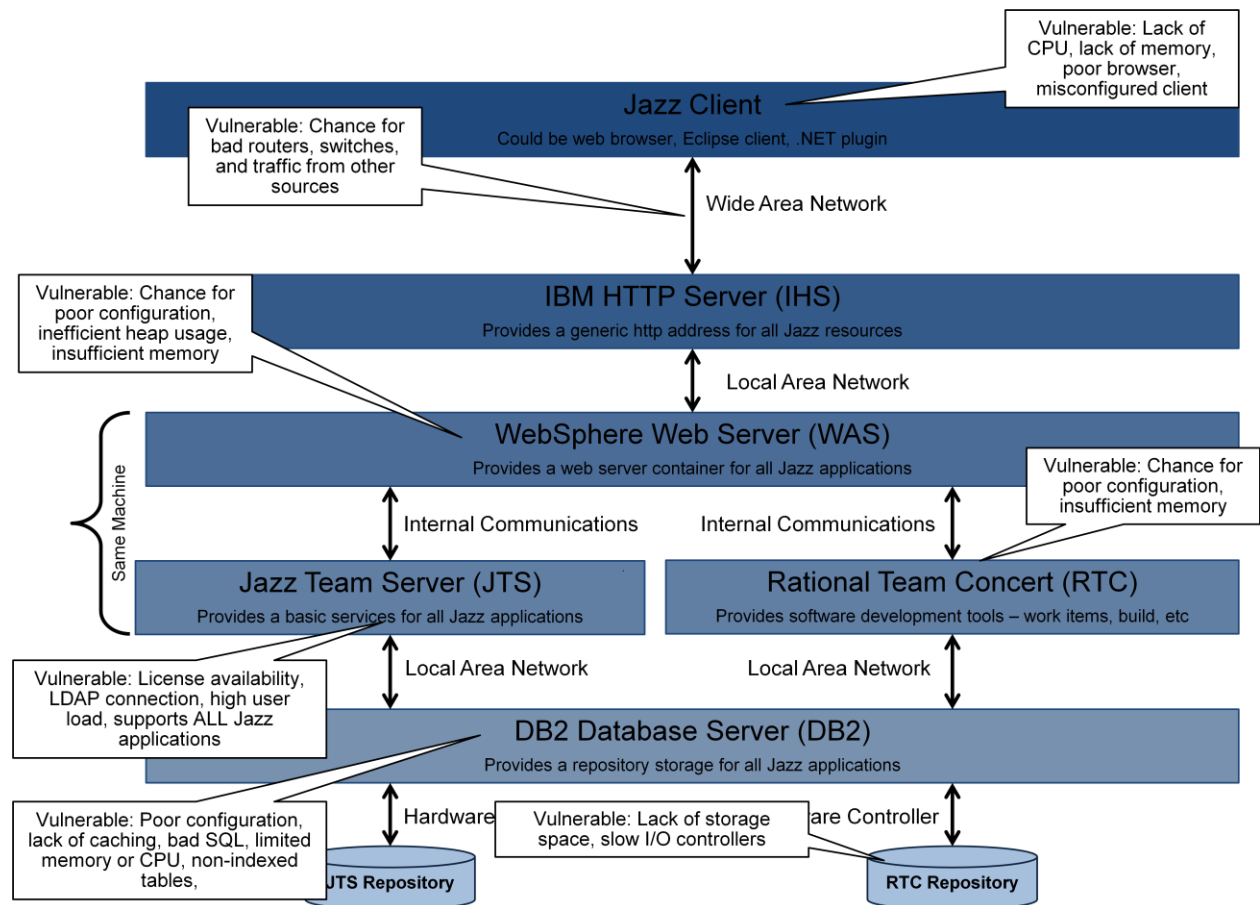 Vulnerable: Lack of
CPU, lack of memory,
poor browser,
misconfigured client
Jazz Client
Could be web browser, Eclipse client, .NET plugin
Vulnerable: Chance for
bad routers, switches,
and traffic from other
sources
Wide Area Network
IBM HTTP Server (IHS)
Provides a generic http address for all Jazz resources
Vulnerable: Chance for
poor configuration,
inefficient heap usage,
insufficient memory
Local Area Network
Same Machine
WebSphere Web Server (WAS)
Provides a web server container for all Jazz applications
Vulnerable: Chance for
poor configuration,
insufficient memory
Internal Communications
Internal Communications
Jazz Team Server (JTS)
Provides a basic services for all Jazz applications
Rational Team Concert (RTC)
Provides software development tools – work items, build, etc
Vulnerable: License availability,
LDAP connection, high user
load, supports ALL Jazz
applications
Local Area Network
Local Area Network
DB2 Database Server (DB2)
Provides a repository storage for all Jazz applications
Vulnerable: Poor configuration,
lack of caching, bad SQL, limited
memory or CPU, non-indexed
tables,
Hardware
Vulnerable: Lack of storage
space, slow I/O controllers
Controller
JTS Repository
RTC Repository